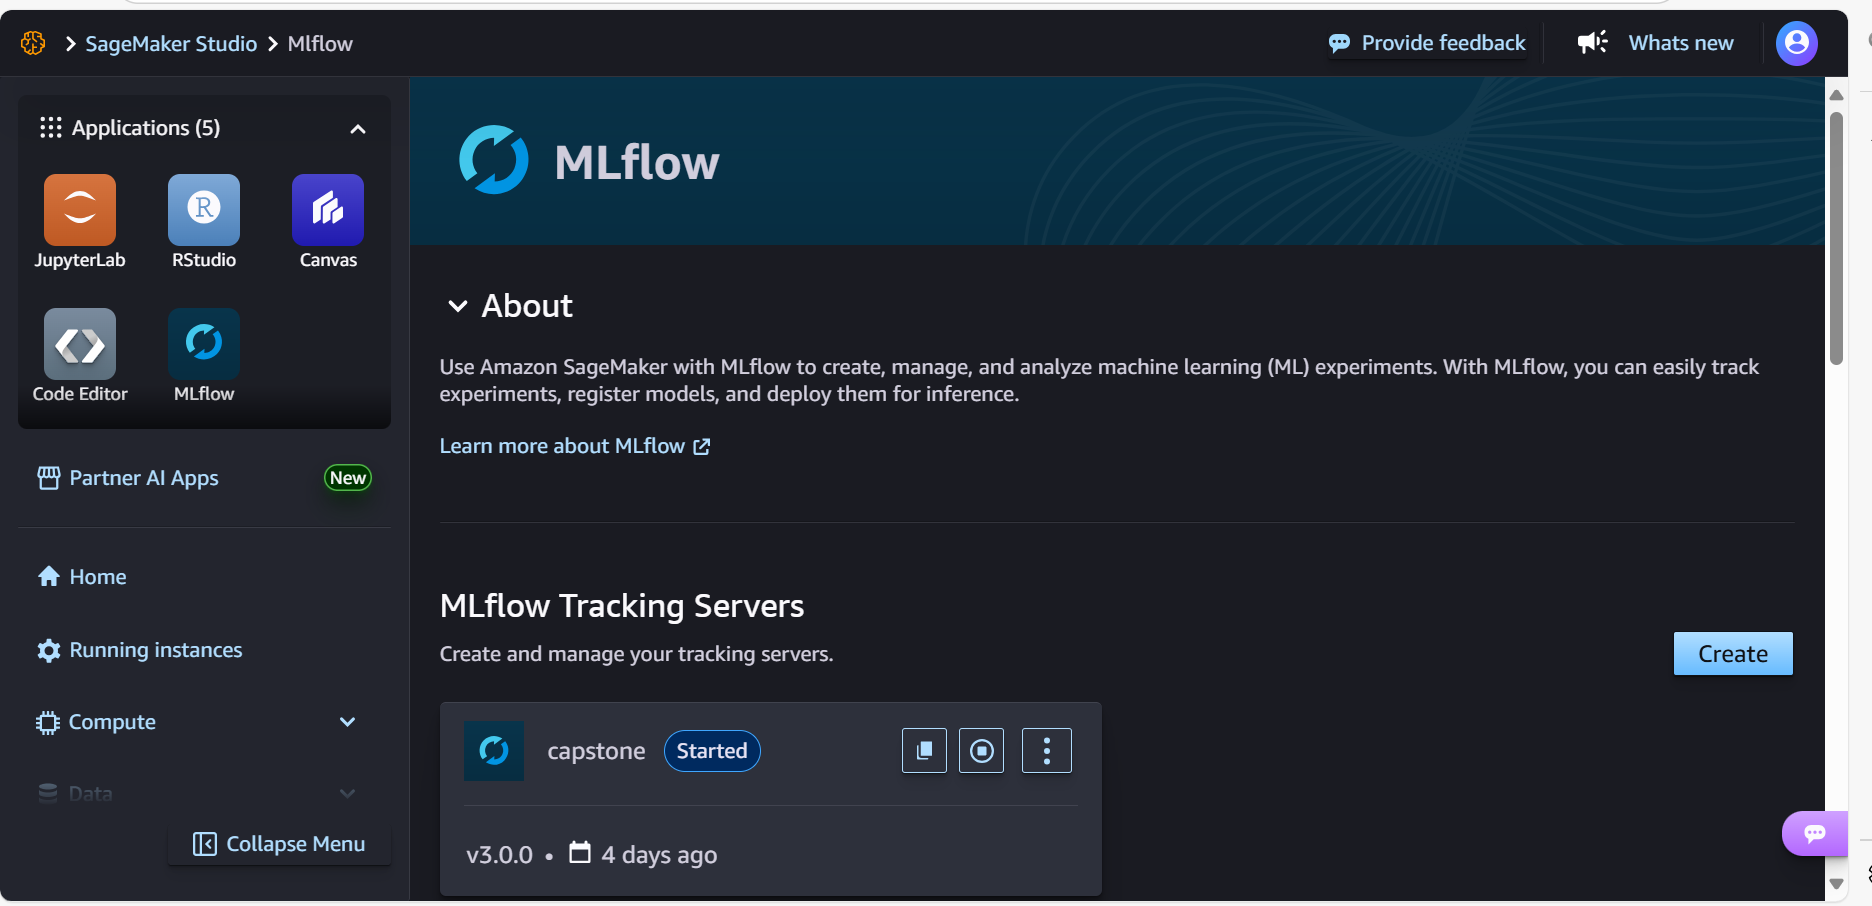 SageMaker Studio
Mlflow
Provide feedback
Whats new
Applications (5)
JupyterLab
R
RStudio
Canvas
Code Editor
MLflow
Partner AI Apps
New
Home
Running instances
Compute
Data
Collapse Menu
MLflow
About
Use Amazon SageMaker with MLflow to create, manage, and analyze machine learning (ML) experiments. With MLflow, you can easily track
experiments, register models, and deploy them for inference.
Learn more about MLflow
MLflow Tracking Servers
Create and manage your tracking servers.
Create
capstone
Started
v3.0.0 • 4 days ago